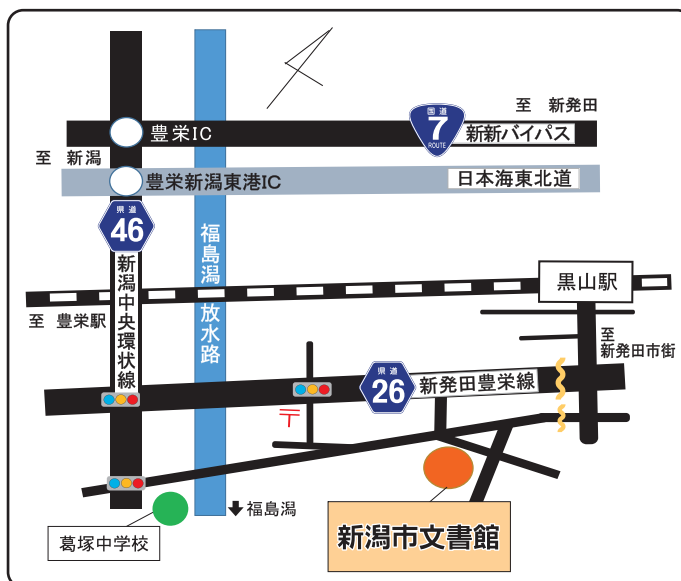 至 新発田
国道
7
ROUTE
新新バイパス
豊栄IC
至 新潟
豊栄新潟東港IC
日本海東北道
県道
46
新潟中央環状線
福島潟放水路
黒山駅
至 豊栄駅
至
新発田市街
県道
26
新発田豊栄線
〒
福島潟
新潟市文書館
葛塚中学校